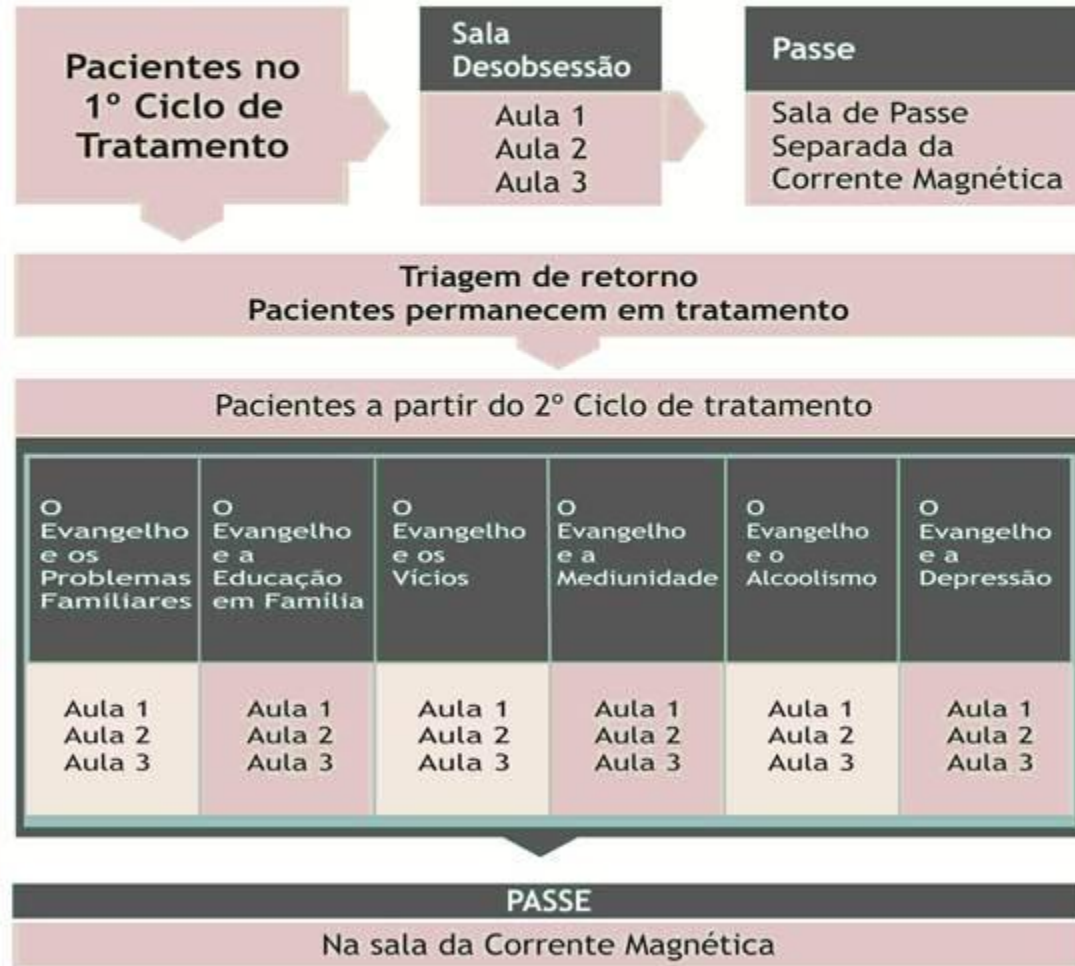 Pacientes no
1º Ciclo de
Tratamento
Sala
Desobsessão
Aula 1
Aula 2
Aula 3
Passe
Sala de Passe
Separada da
Corrente Magnética
Triagem de retorno
Pacientes permanecem em tratamento
Pacientes a partir do 2º Ciclo de tratamento
O
Evangelho
e os
Problemas
Familiares
Aula 1
Aula 2
Aula 3
O
Evangelho
e a
Educação
em Família
Aula 1
Aula 2
Aula 3
O
Evangelho
e os
Vícios
Aula 1
Aula 2
Aula 3
O
Evangelho
e a
Mediunidade
Aula 1
Aula 2
Aula 3
O
Evangelho
e o
Alcoolismo
Aula 1
Aula 2
Aula 3
O
Evangelho
e a
Depressão
Aula 1
Aula 2
Aula 3
PASSE
Na sala da Corrente Magnética